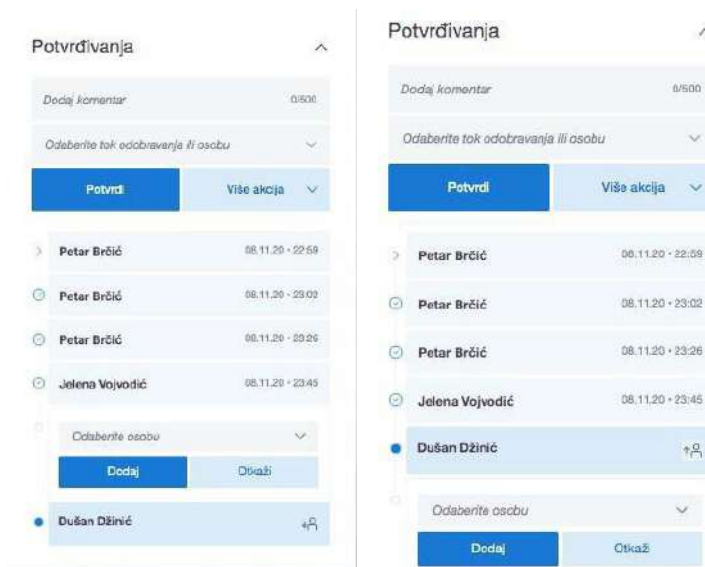 Potvrđivanja
Dodaj komentar 0/500
Odaberite tok odobravanja ili osobu
Potvrdi Više akcija
Petar Brčić 08.11.20 • 22:59
Petar Brčić 08.11.20 • 23:02
Petar Brčić 08.11.20 • 23:26
Jelena Vojvodić 08.11.20 • 23:45
Odaberite osobu
Dodaj Otkaži
Dušan Džinić
Potvrđivanja
Dodaj komentar 0/500
Odaberite tok odobravanja ili osobu
Potvrdi Više akcija
Petar Brčić 08.11.20 • 22:59
Petar Brčić 08.11.20 • 23:02
Petar Brčić 08.11.20 • 23:26
Jelena Vojvodić 08.11.20 • 23:45
Dušan Džinić
Odaberite osobu
Dodaj Otkaži